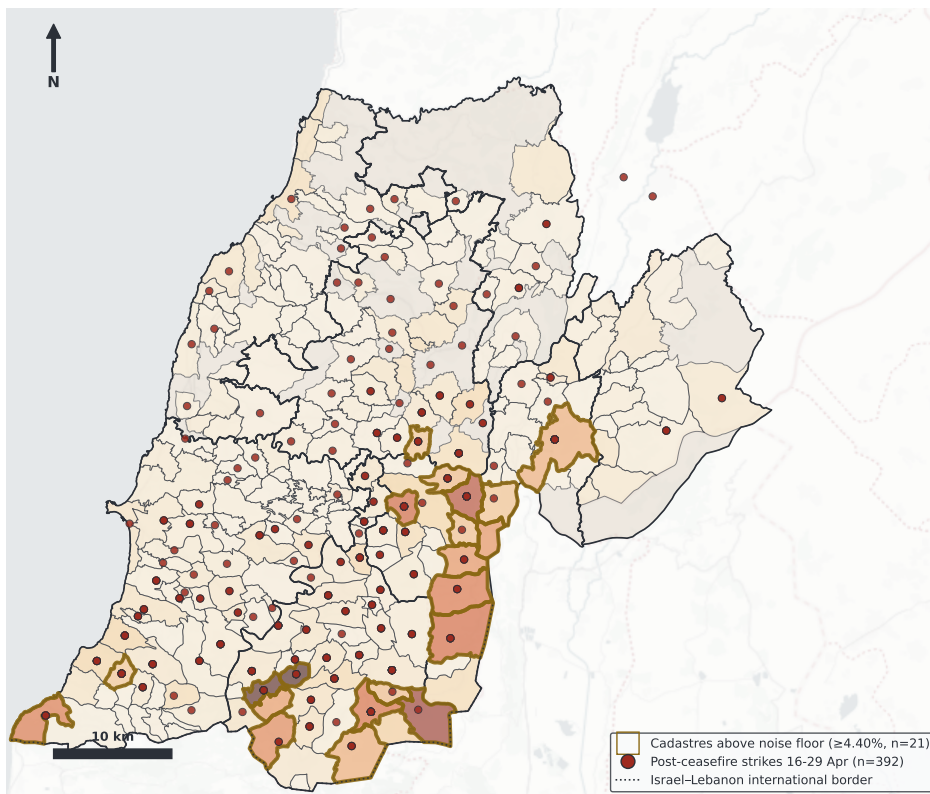 N
10 km
Cadastres above noise floor (≥4.40%, n=21)
Post-ceasefire strikes 16-29 Apr (n=392)
Israel–Lebanon international border